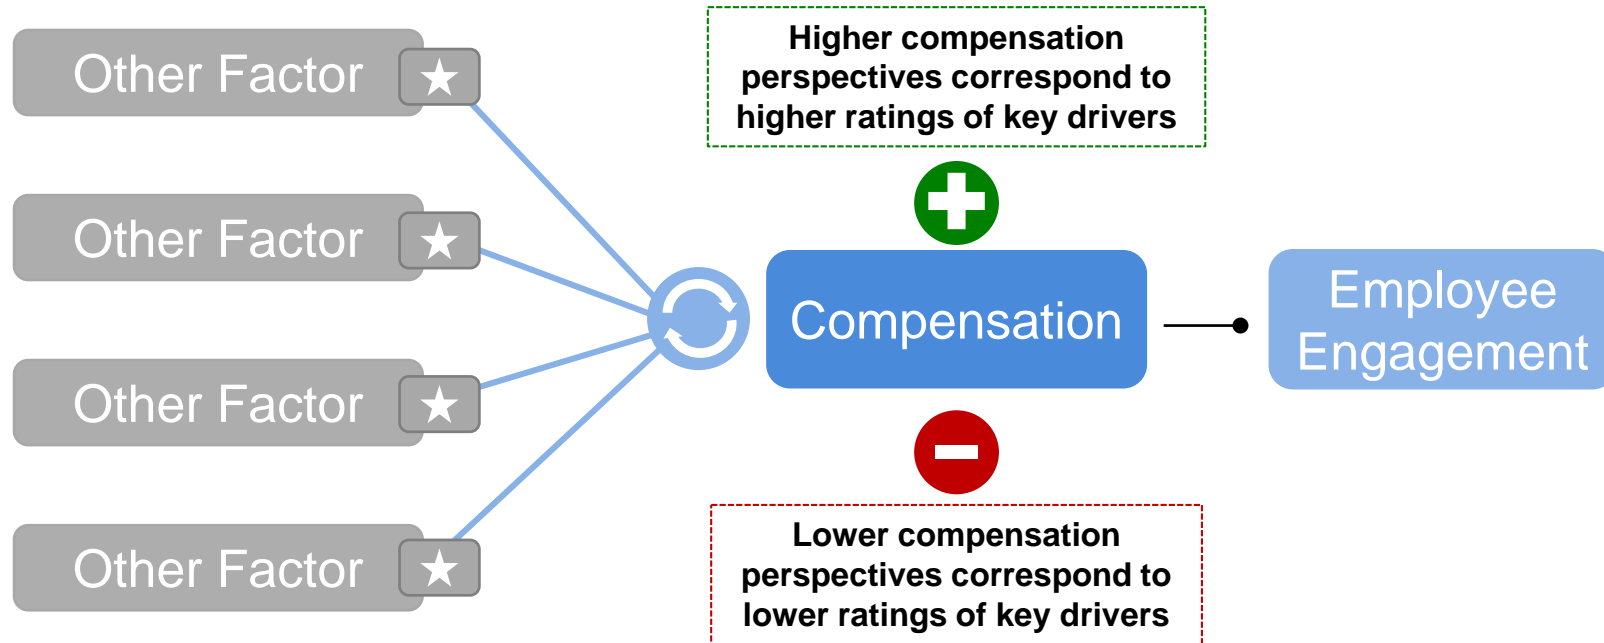 Other Factor
Other Factor
Other Factor
Other Factor
Higher compensation
perspectives correspond to
higher ratings of key drivers
Compensation
Lower compensation
perspectives correspond to
lower ratings of key drivers
Employee
Engagement